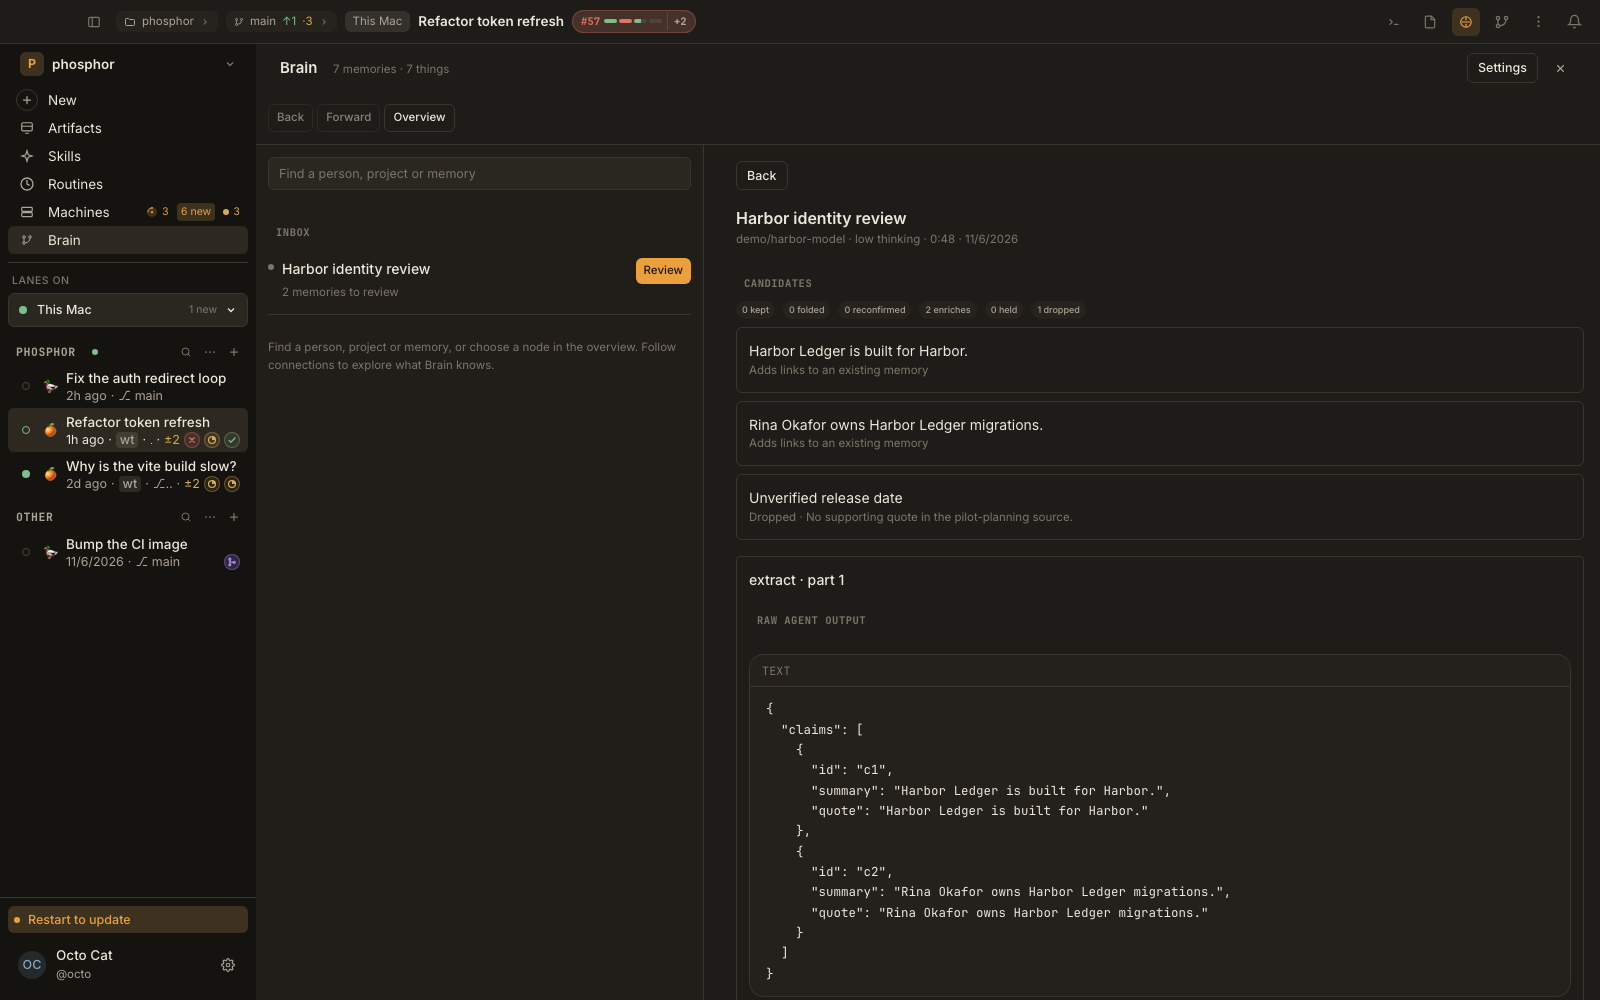 phosphor
main ↑1 ·3
This Mac
Refactor token refresh
#57
+2
P phosphor
New
Artifacts
Skills
Routines
Machines 3 6 new 3
Brain
LANES ON
This Mac 1 new
PHOSPHOR
Fix the auth redirect loop
2h ago · ⌥ main
Refactor token refresh
1h ago · wt · . · ±2
Why is the vite build slow?
2d ago · wt · ⌥.. · ±2
OTHER
Bump the CI image
11/6/2026 · ⌥ main
Restart to update
OC
Octo Cat
@octo
Brain 7 memories · 7 things
Settings
Back Forward Overview
Find a person, project or memory
INBOX
Harbor identity review
2 memories to review
Review
Find a person, project or memory, or choose a node in the overview. Follow
connections to explore what Brain knows.
Back
Harbor identity review
demo/harbor-model · low thinking · 0:48 · 11/6/2026
CANDIDATES
0 kept 0 folded 0 reconfirmed 2 enriches 0 held 1 dropped
Harbor Ledger is built for Harbor.
Adds links to an existing memory
Rina Okafor owns Harbor Ledger migrations.
Adds links to an existing memory
Unverified release date
Dropped · No supporting quote in the pilot-planning source.
extract · part 1
RAW AGENT OUTPUT
TEXT
{
"claims": [
{
"id": "c1",
"summary": "Harbor Ledger is built for Harbor.",
"quote": "Harbor Ledger is built for Harbor."
},
{
"id": "c2",
"summary": "Rina Okafor owns Harbor Ledger migrations.",
"quote": "Rina Okafor owns Harbor Ledger migrations."
}
]
}